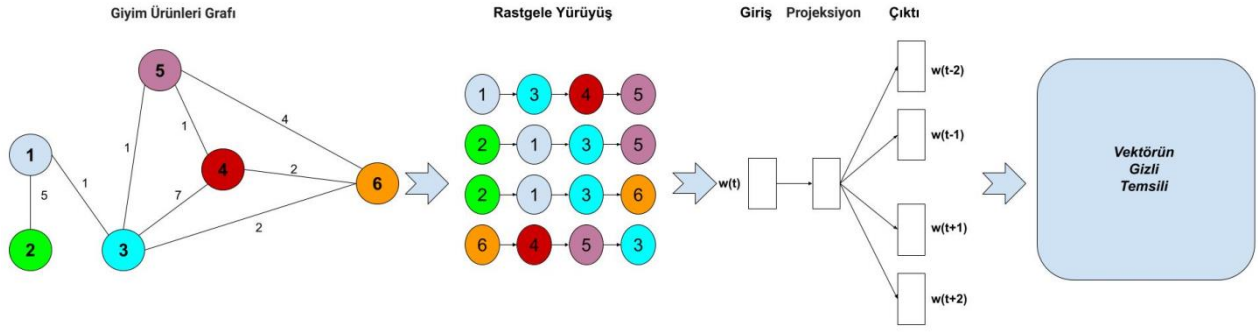 Giyim Ürünleri Grafı
Rastgele Yürüyüş
Giriş
Projeksiyon
Çıktı
5
4
1
1
1
1
4
2
6
5
7
2
2
3
1
3
4
5
2
1
3
5
2
1
3
6
6
4
5
3
w(t)
w(t-2)
w(t-1)
w(t+1)
w(t+2)
Vektörün
Gizli
Temsili